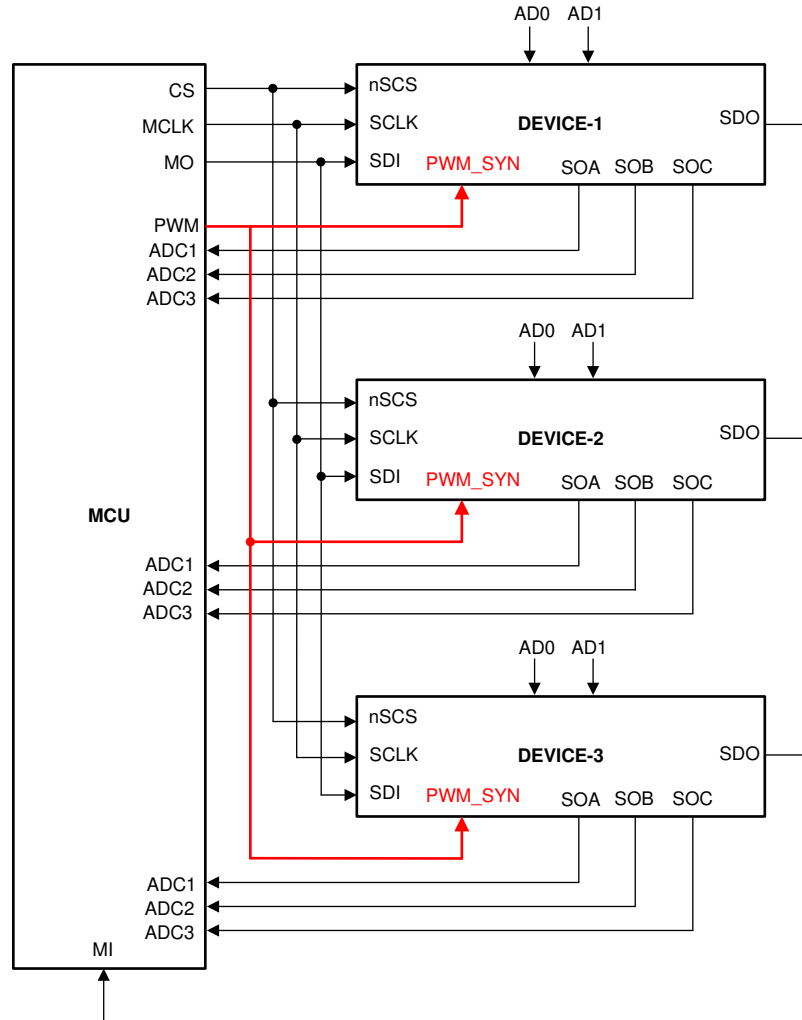 AD0 AD1
CS
MCLK
MO
PWM
ADC1
ADC2
ADC3
nSCS
SCLK
SDI
DEVICE-1
SDO
PWM_SYN
SOA SOB SOC
AD0 AD1
nSCS
SCLK
SDI
DEVICE-2
SDO
PWM_SYN
SOA SOB SOC
MCU
ADC1
ADC2
ADC3
AD0 AD1
nSCS
SCLK
SDI
DEVICE-3
SDO
PWM_SYN
SOA SOB SOC
ADC1
ADC2
ADC3
MI